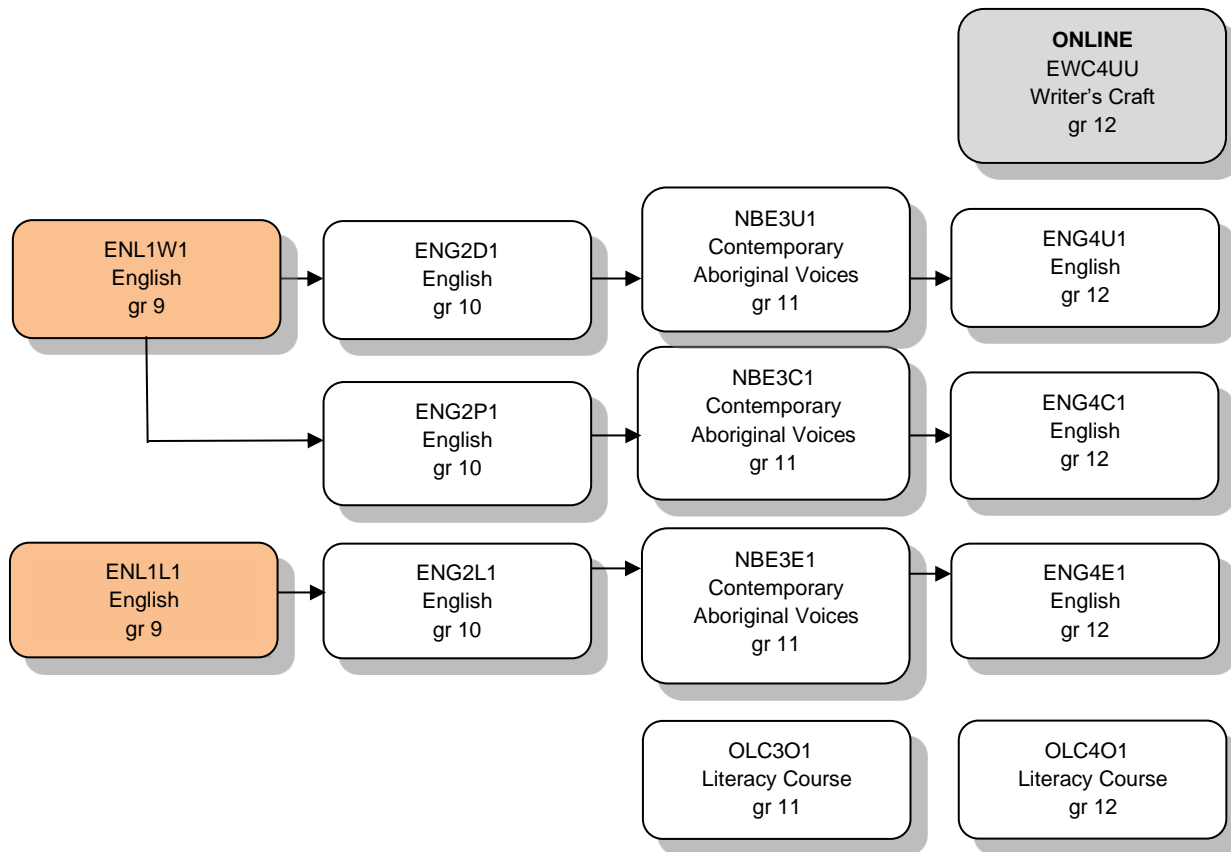 ONLINE
EWC4UU
Writer’s Craft
gr 12
ENL1W1
English
gr 9
ENG2D1
English
gr 10
NBE3U1
Contemporary
Aboriginal Voices
gr 11
ENG4U1
English
gr 12
ENG2P1
English
gr 10
NBE3C1
Contemporary
Aboriginal Voices
gr 11
ENG4C1
English
gr 12
ENL1L1
English
gr 9
ENG2L1
English
gr 10
NBE3E1
Contemporary
Aboriginal Voices
gr 11
ENG4E1
English
gr 12
OLC3O1
Literacy Course
gr 11
OLC4O1
Literacy Course
gr 12